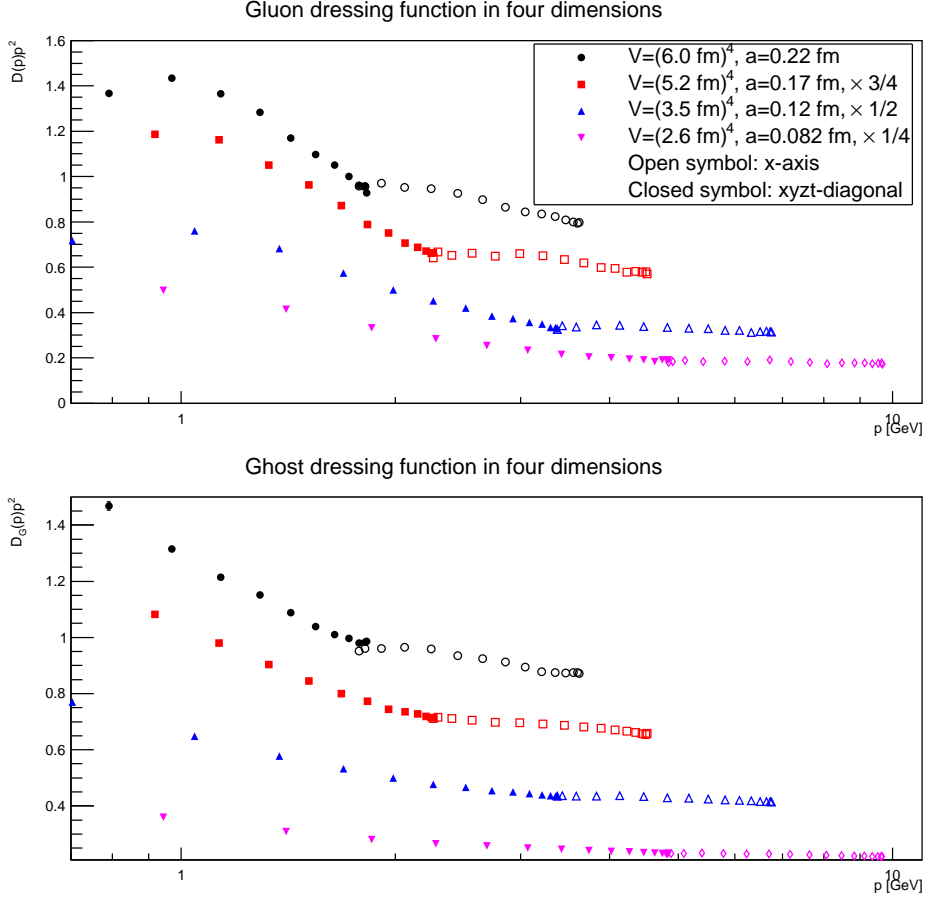 Gluon dressing function in four dimensions
D(p)p²
1.6
1.4
1.2
1
0.8
0.6
0.4
0.2
0
V=(6.0 fm)⁴, a=0.22 fm
V=(5.2 fm)⁴, a=0.17 fm, × 3/4
V=(3.5 fm)⁴, a=0.12 fm, × 1/2
V=(2.6 fm)⁴, a=0.082 fm, × 1/4
Open symbol: x-axis
Closed symbol: xyzt-diagonal
1
10
p [GeV]
Ghost dressing function in four dimensions
D_G(p)p²
1.4
1.2
1
0.8
0.6
0.4
1
10
p [GeV]